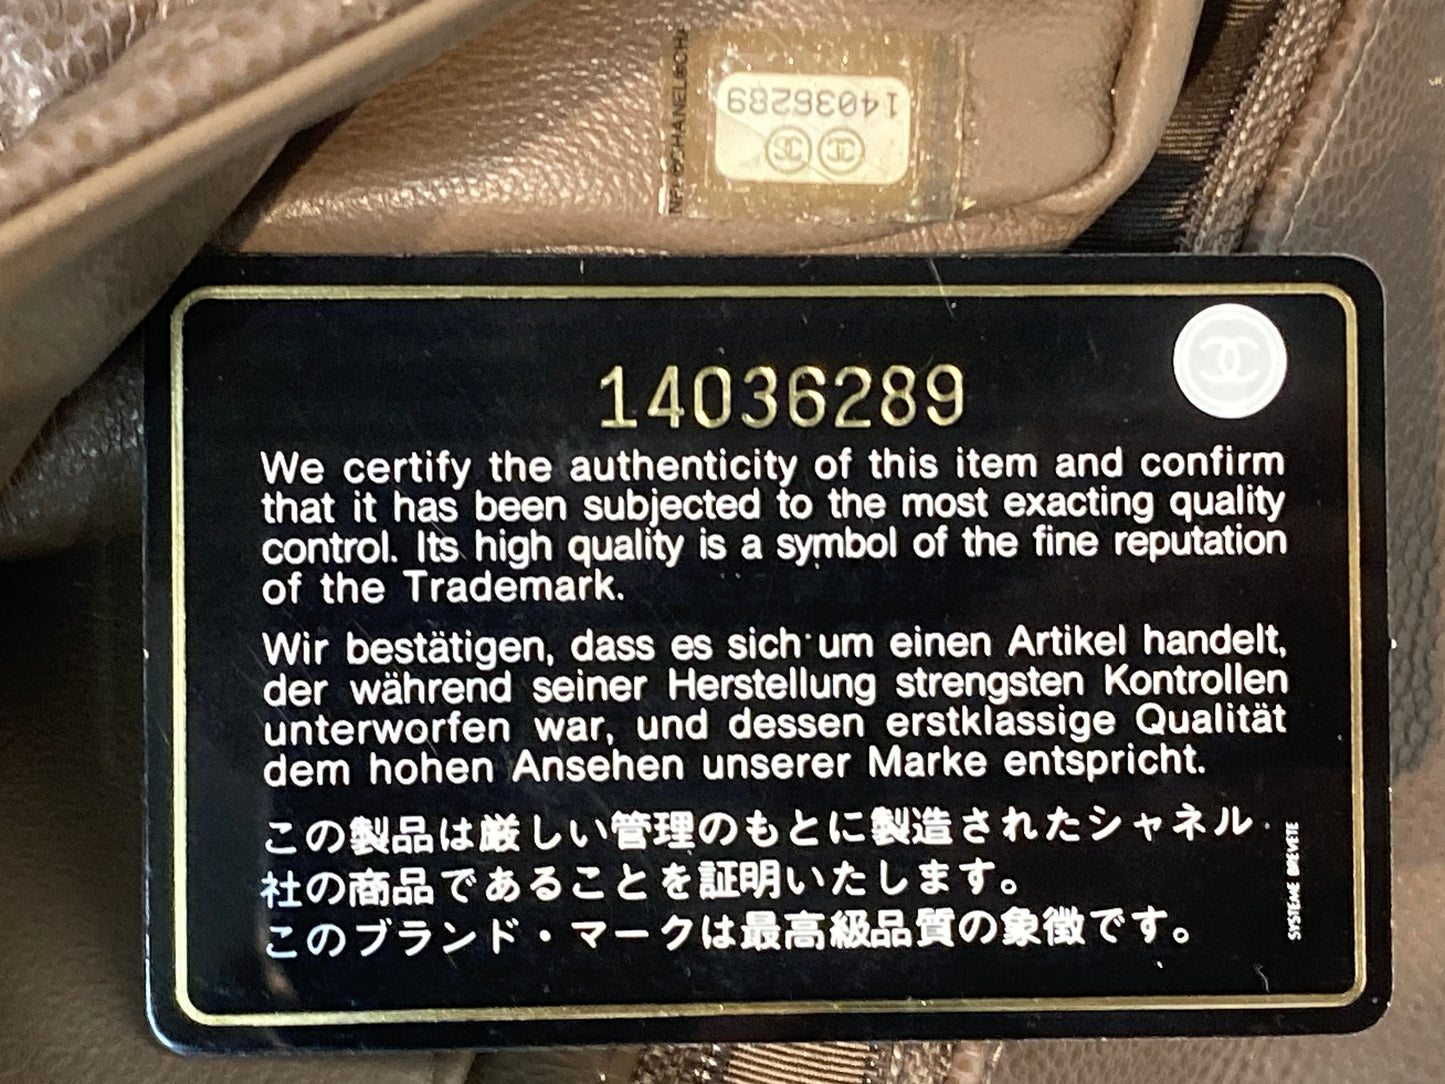 CHANEL
14036289
14036289
We certify the authenticity of this item and confirm
that it has been subjected to the most exacting quality
control. Its high quality is a symbol of the fine reputation
of the Trademark.
Wir bestätigen, dass es sich um einen Artikel handelt,
der während seiner Herstellung strengsten Kontrollen
unterworfen war, und dessen erstklassige Qualität
dem hohen Ansehen unserer Marke entspricht.
この製品は厳しい管理のもとに製造されたシャネル
社の商品であることを証明いたします。
このブランド・マークは最高級品質の象徴です。
SYSTEME BREVETE